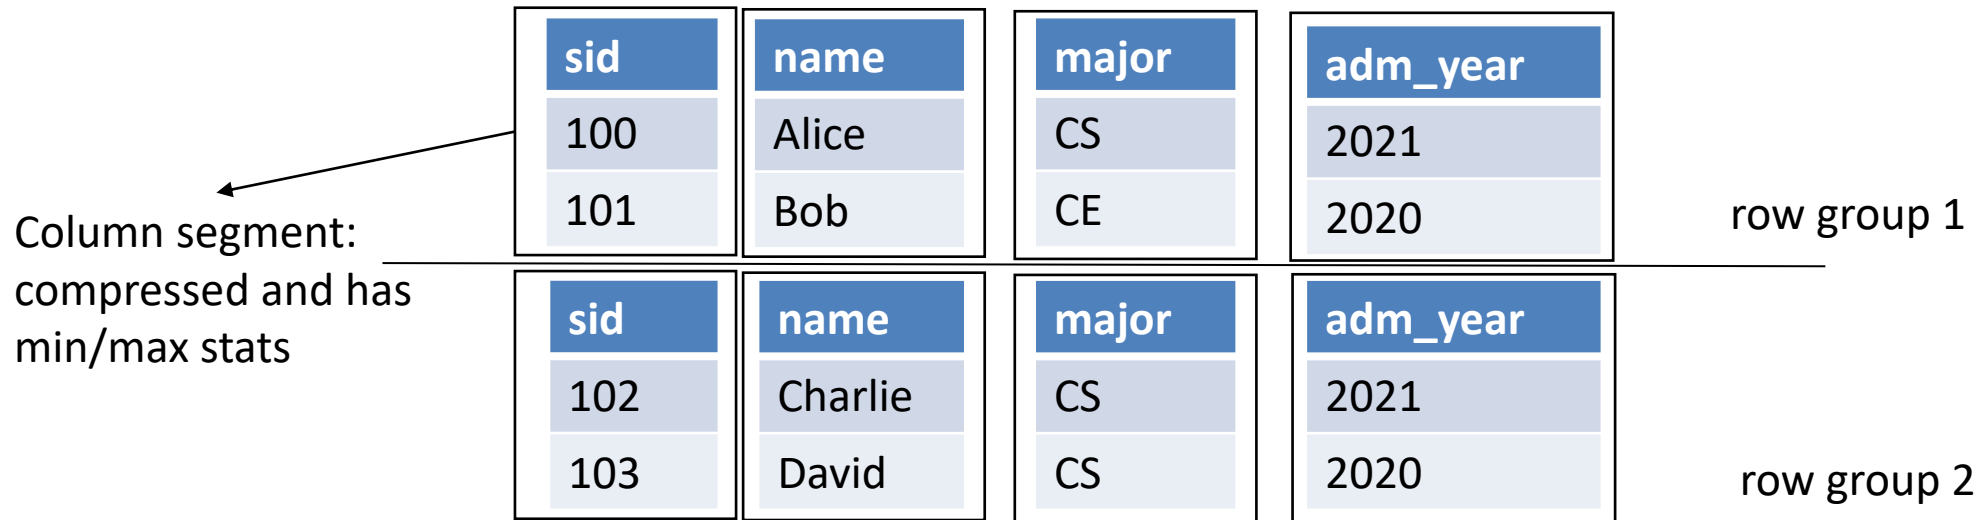 sid name major adm_year
100 Alice CS 2021
101 Bob CE 2020
row group 1
Column segment:
compressed and has
min/max stats
sid name major adm_year
102 Charlie CS 2021
103 David CS 2020
row group 2